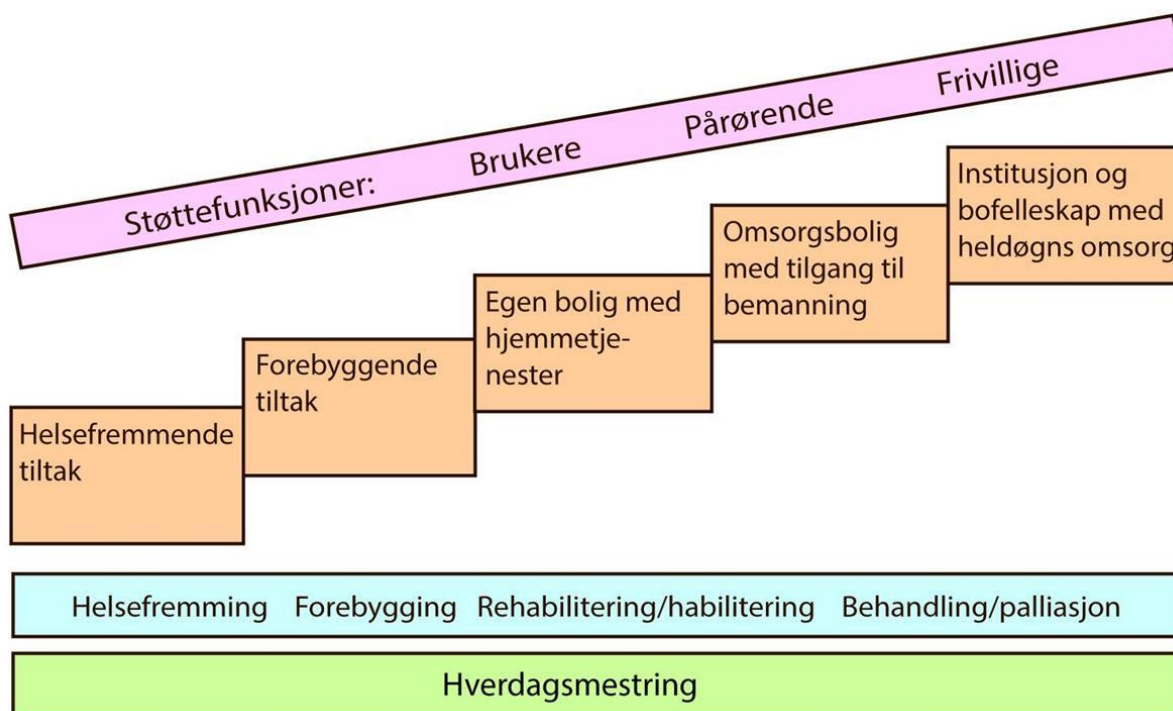 Støttefunksjoner: Brukere Pårørende Frivillige
Helsefremmende
tiltak
Forebyggende
tiltak
Egen bolig med
hjemmetje-
nester
Omsorgsbolig
med tilgang til
bemanning
Institusjon og
bofelleskap med
heldøgns omsorg
Helsefremming Forebygging Rehabilitering/habilitering Behandling/palliasjon
Hverdagsmestring